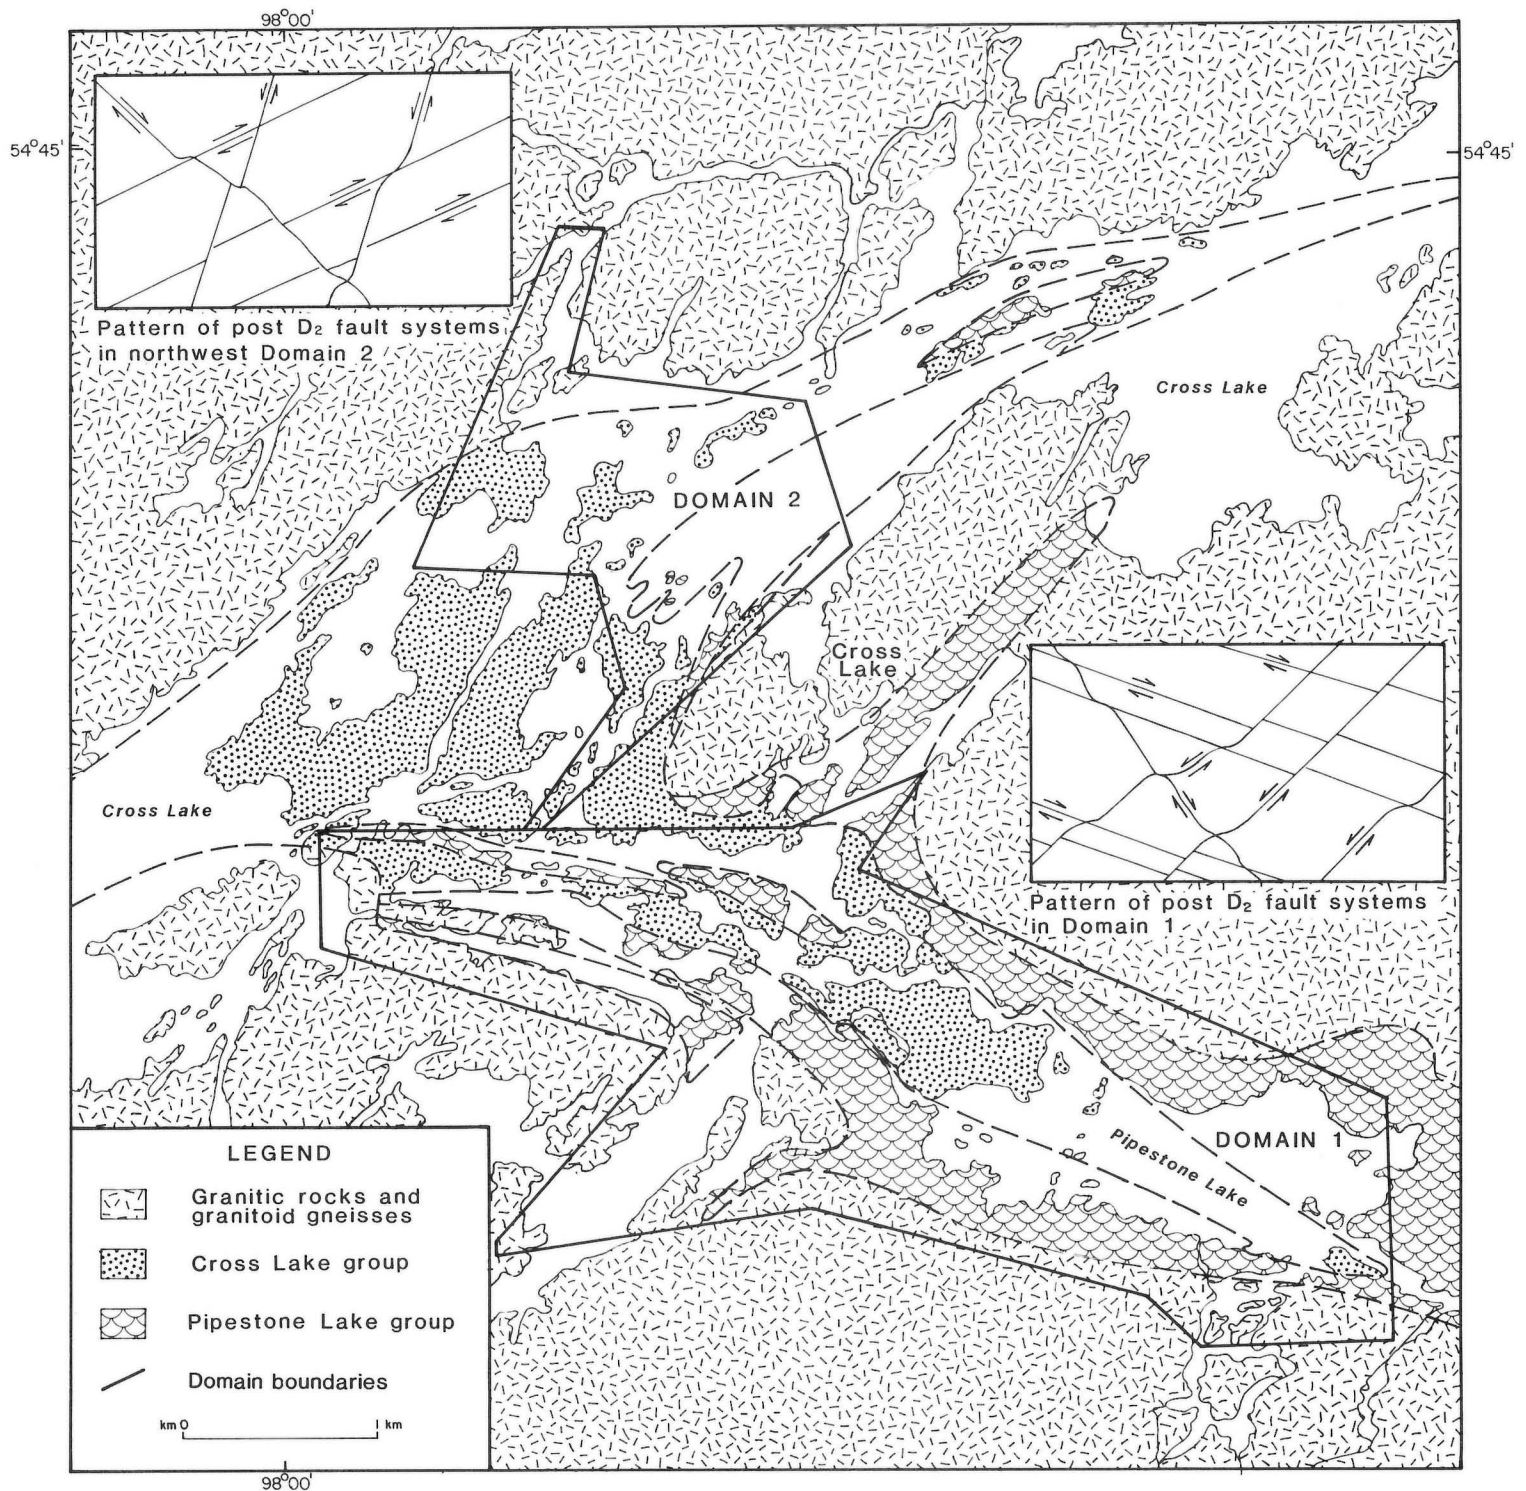 98°00'
54°45'
54°45'
Pattern of post D₂ fault systems
in northwest Domain 2
Cross Lake
DOMAIN 2
Cross
Lake
Cross Lake
Pattern of post D₂ fault systems
in Domain 1
Pipestone Lake
DOMAIN 1
LEGEND
Granitic rocks and
granitoid gneisses
Cross Lake group
Pipestone Lake group
Domain boundaries
km 0 1 km
98°00'